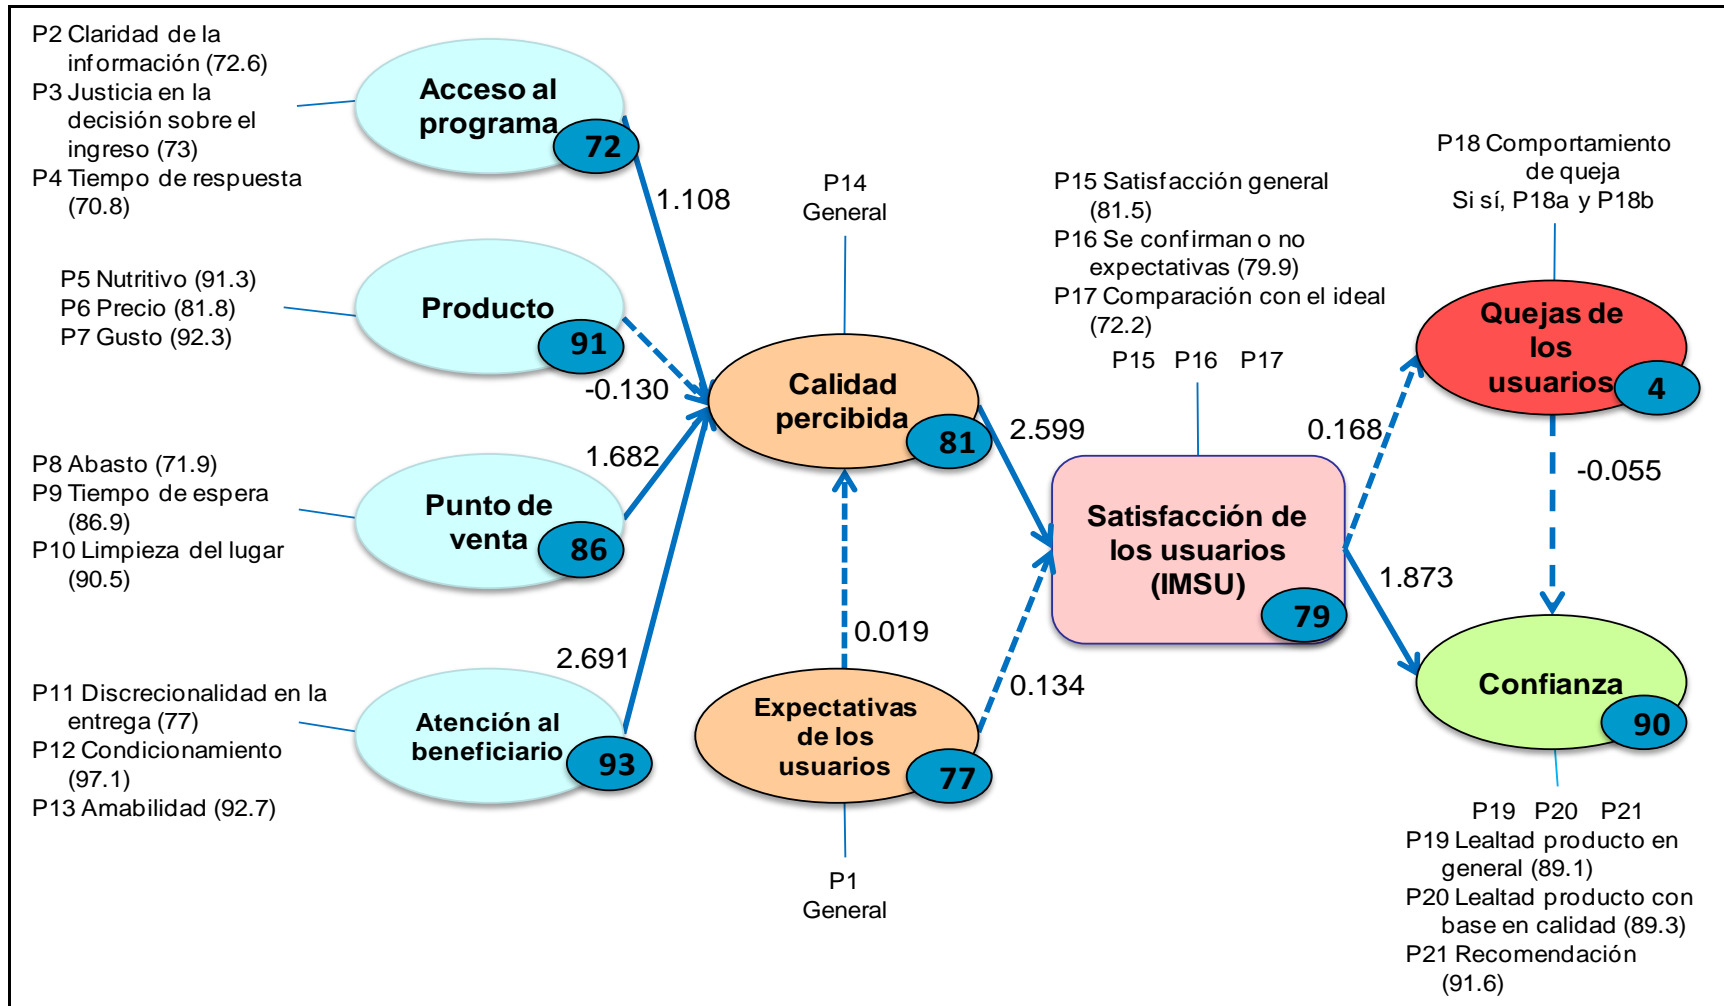 P2 Claridad de la
información (72.6)
P3 Justicia en la
decisión sobre el
ingreso (73)
P4 Tiempo de respuesta
(70.8)
Acceso al
programa
72
1.108
P5 Nutritivo (91.3)
P6 Precio (81.8)
P7 Gusto (92.3)
Producto
91
-0.130
P8 Abasto (71.9)
P9 Tiempo de espera
(86.9)
P10 Limpieza del lugar
(90.5)
Punto de
venta
86
1.682
P11 Discrecionalidad en la
entrega (77)
P12 Condicionamiento
(97.1)
P13 Amabilidad (92.7)
Atención al
beneficiario
93
2.691
P14
General
Calidad
percibida
81
2.599
0.019
Expectativas
de los
usuarios
77
0.134
P1
General
P15 Satisfacción general
(81.5)
P16 Se confirman o no
expectativas (79.9)
P17 Comparación con el ideal
(72.2)
P15 P16 P17
Satisfacción de
los usuarios
(IMSU)
79
0.168
1.873
P18 Comportamiento
de queja
Si sí, P18a y P18b
Quejas de
los
usuarios
4
-0.055
Confianza
90
P19 P20 P21
P19 Lealtad producto en
general (89.1)
P20 Lealtad producto con
base en calidad (89.3)
P21 Recomendación
(91.6)